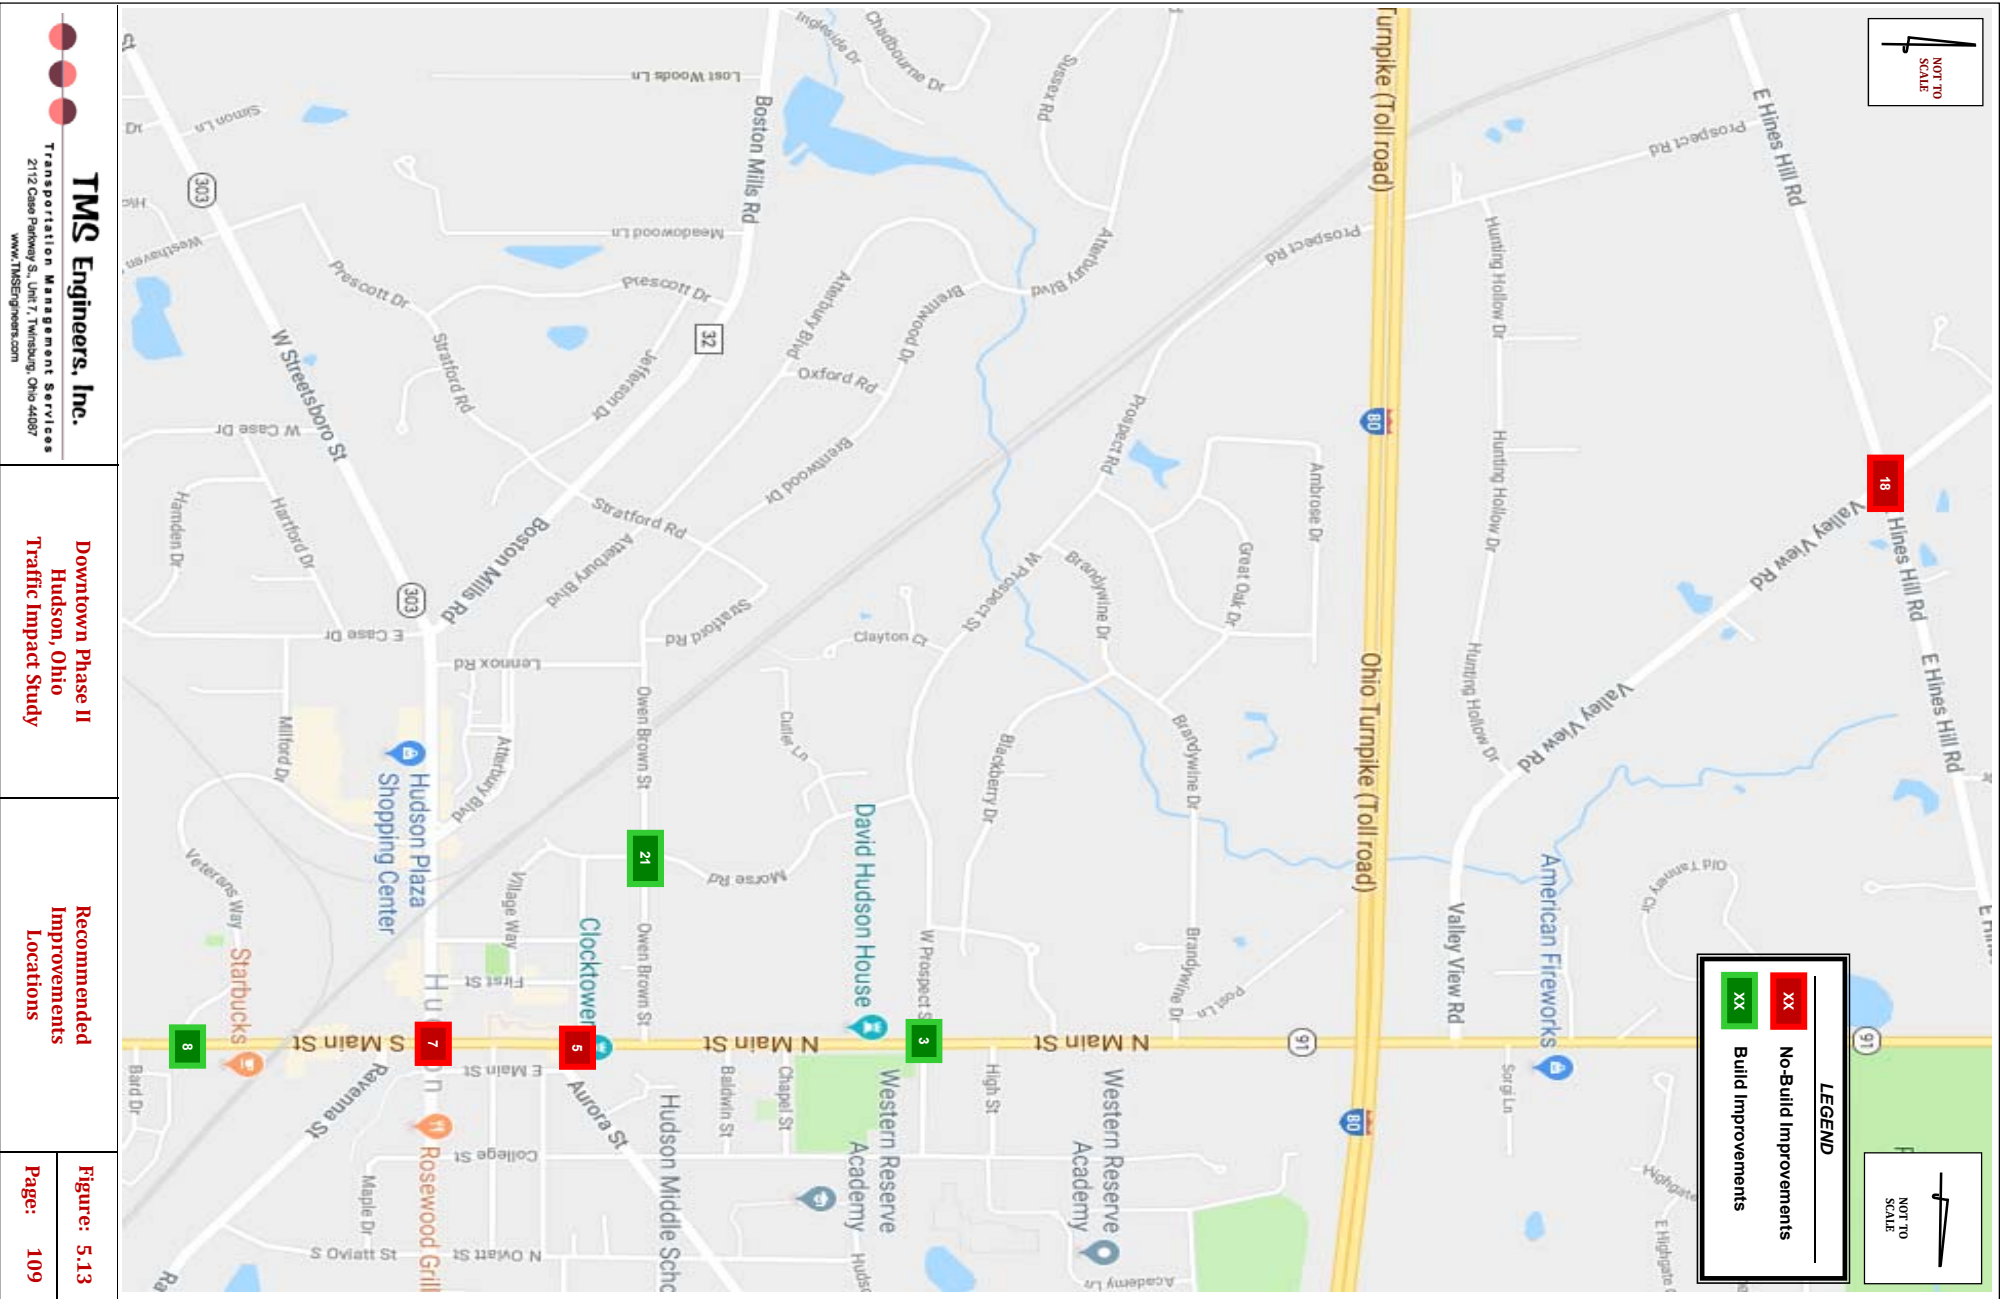 NOT TO
SCALE
NOT TO
SCALE
LEGEND
XX No-Build Improvements
XX Build Improvements
E Hines Hill Rd
Hines Hill Rd
E Hines Hill Rd
18
Valley View Rd
Valley View Rd
Valley View Rd
Prospect Rd
Prospect Rd
Prospect Rd
W Prospect St
W Prospect S
Hunting Hollow Dr
Hunting Hollow Dr
Hunting Hollow Dr
Old Tannery Cir
American Fireworks
91
91
Sorgi Ln
Highgate
E Highgate
Turnpike (Toll road)
Ohio Turnpike (Toll road)
80
80
Ambrose Dr
Great Oak Dr
Brandywine Dr
Brandywine Dr
Brandywine Dr
Post Ln
Blackberry Dr
Sussex Rd
Chadbourne Dr
Ingleside Dr
Atterbury Blvd
Atterbury Blvd
Atterbury Blvd
Atterbury Blvd
Brentwood Dr
Brentwood Dr
Oxford Rd
Clayton Ct
Cutler Ln
Lost Woods Ln
Boston Mills Rd
Boston Mills Rd
32
Meadowood Ln
Prescott Dr
Prescott Dr
Jefferson Dr
Stratford Rd
Stratford Rd
Stratford Rd
Lennox Rd
Owen Brown St
Owen Brown St
21
Morse Rd
Village Way
First St
Clocktower
David Hudson House
3
5
7
8
N Main St
N Main St
S Main St
E Main St
High St
Chapel St
Baldwin St
College St
Aurora St
Western Reserve
Academy
Western Reserve
Academy
Academy Ln
Hudson Middle Scho
N Oviatt St
S Oviatt St
Maple Dr
Ravenna St
Ra
Rosewood Grill
Hudson Plaza
Shopping Center
Starbucks
Veterans Way
Bard Dr
Milford Dr
E Case Dr
W Case Dr
Hartford Dr
Hamden Dr
303
303
W Streetsboro St
St
Simon Ln
Westhaven
Dr
TMS Engineers, Inc.
Transportation Management Services
2112 Case Parkway S., Unit 7, Twinsburg, Ohio 44087
www.TMSEngineers.com
Downtown Phase II
Hudson, Ohio
Traffic Impact Study
Recommended
Improvements
Locations
Figure: 5.13
Page: 109